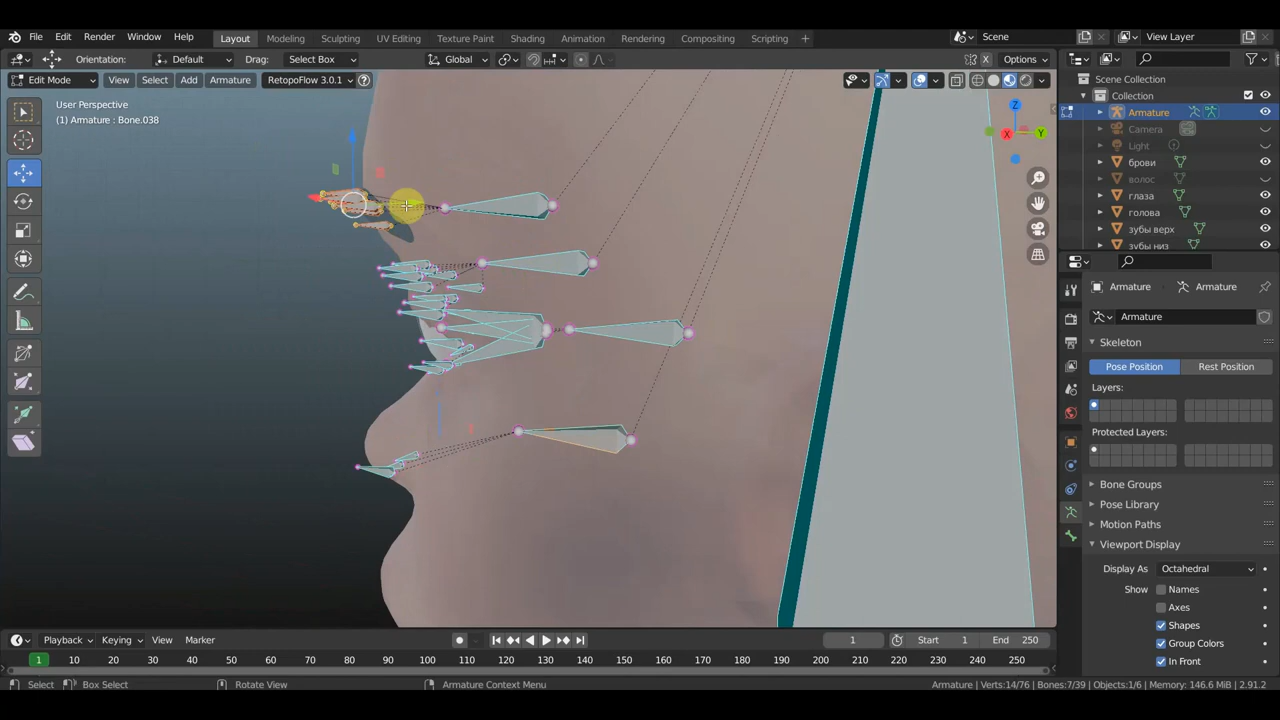 File Edit Render Window Help Layout Modeling Sculpting UV Editing Texture Paint Shading Animation Rendering Compositing Scripting + Scene View Layer
Orientation: Default Drag: Select Box Global X Options
Edit Mode View Select Add Armature RetopoFlow 3.0.1 ?
User Perspective
(1) Armature : Bone.038
Z
X
Y
Scene Collection
Collection
Armature
Camera
Light
брови
волос
глаза
голова
зубы верх
зубы низ
Armature Armature
Armature
Skeleton
Pose Position Rest Position
Layers:
Protected Layers:
Bone Groups
Pose Library
Motion Paths
Viewport Display
Display As Octahedral
Show Names
Axes
Shapes
Group Colors
In Front
Playback Keying View Marker 1 Start 1 End 250
1 10 20 30 40 50 60 70 80 90 100 110 120 130 140 150 160 170 180 190 200 210 220 230 240 250
Select Box Select Rotate View Armature Context Menu Armature | Verts:14/76 | Bones:7/39 | Objects:1/6 | Memory: 146.6 MiB | 2.91.2